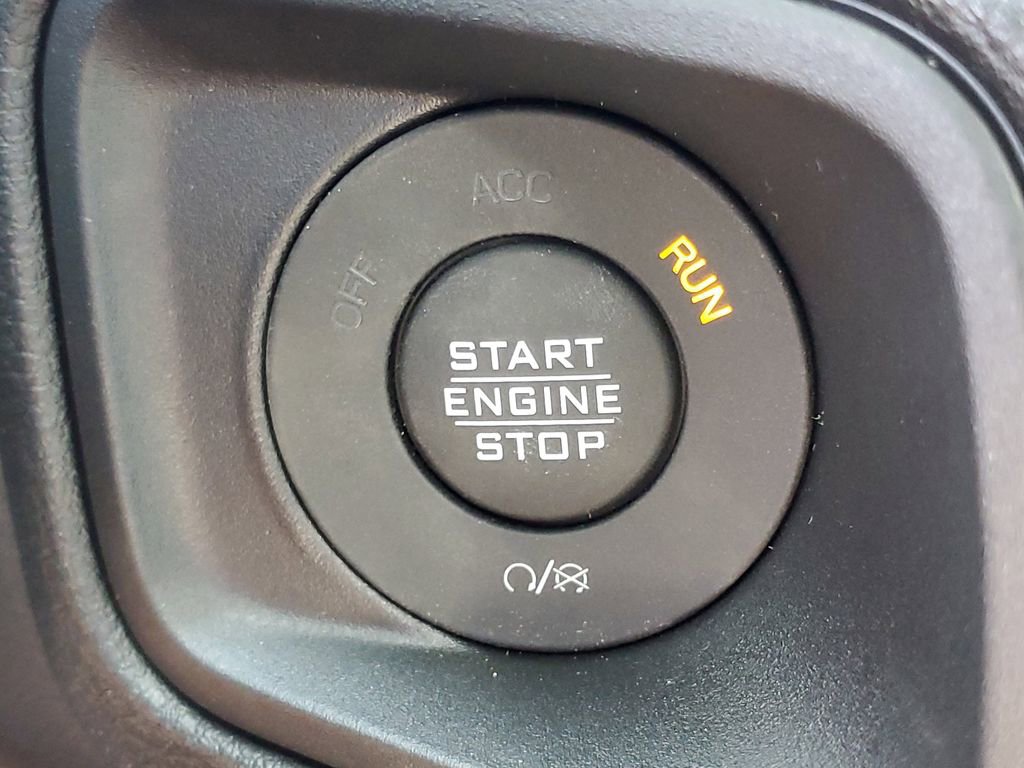 OFF
ACC
RUN
START
ENGINE
STOP